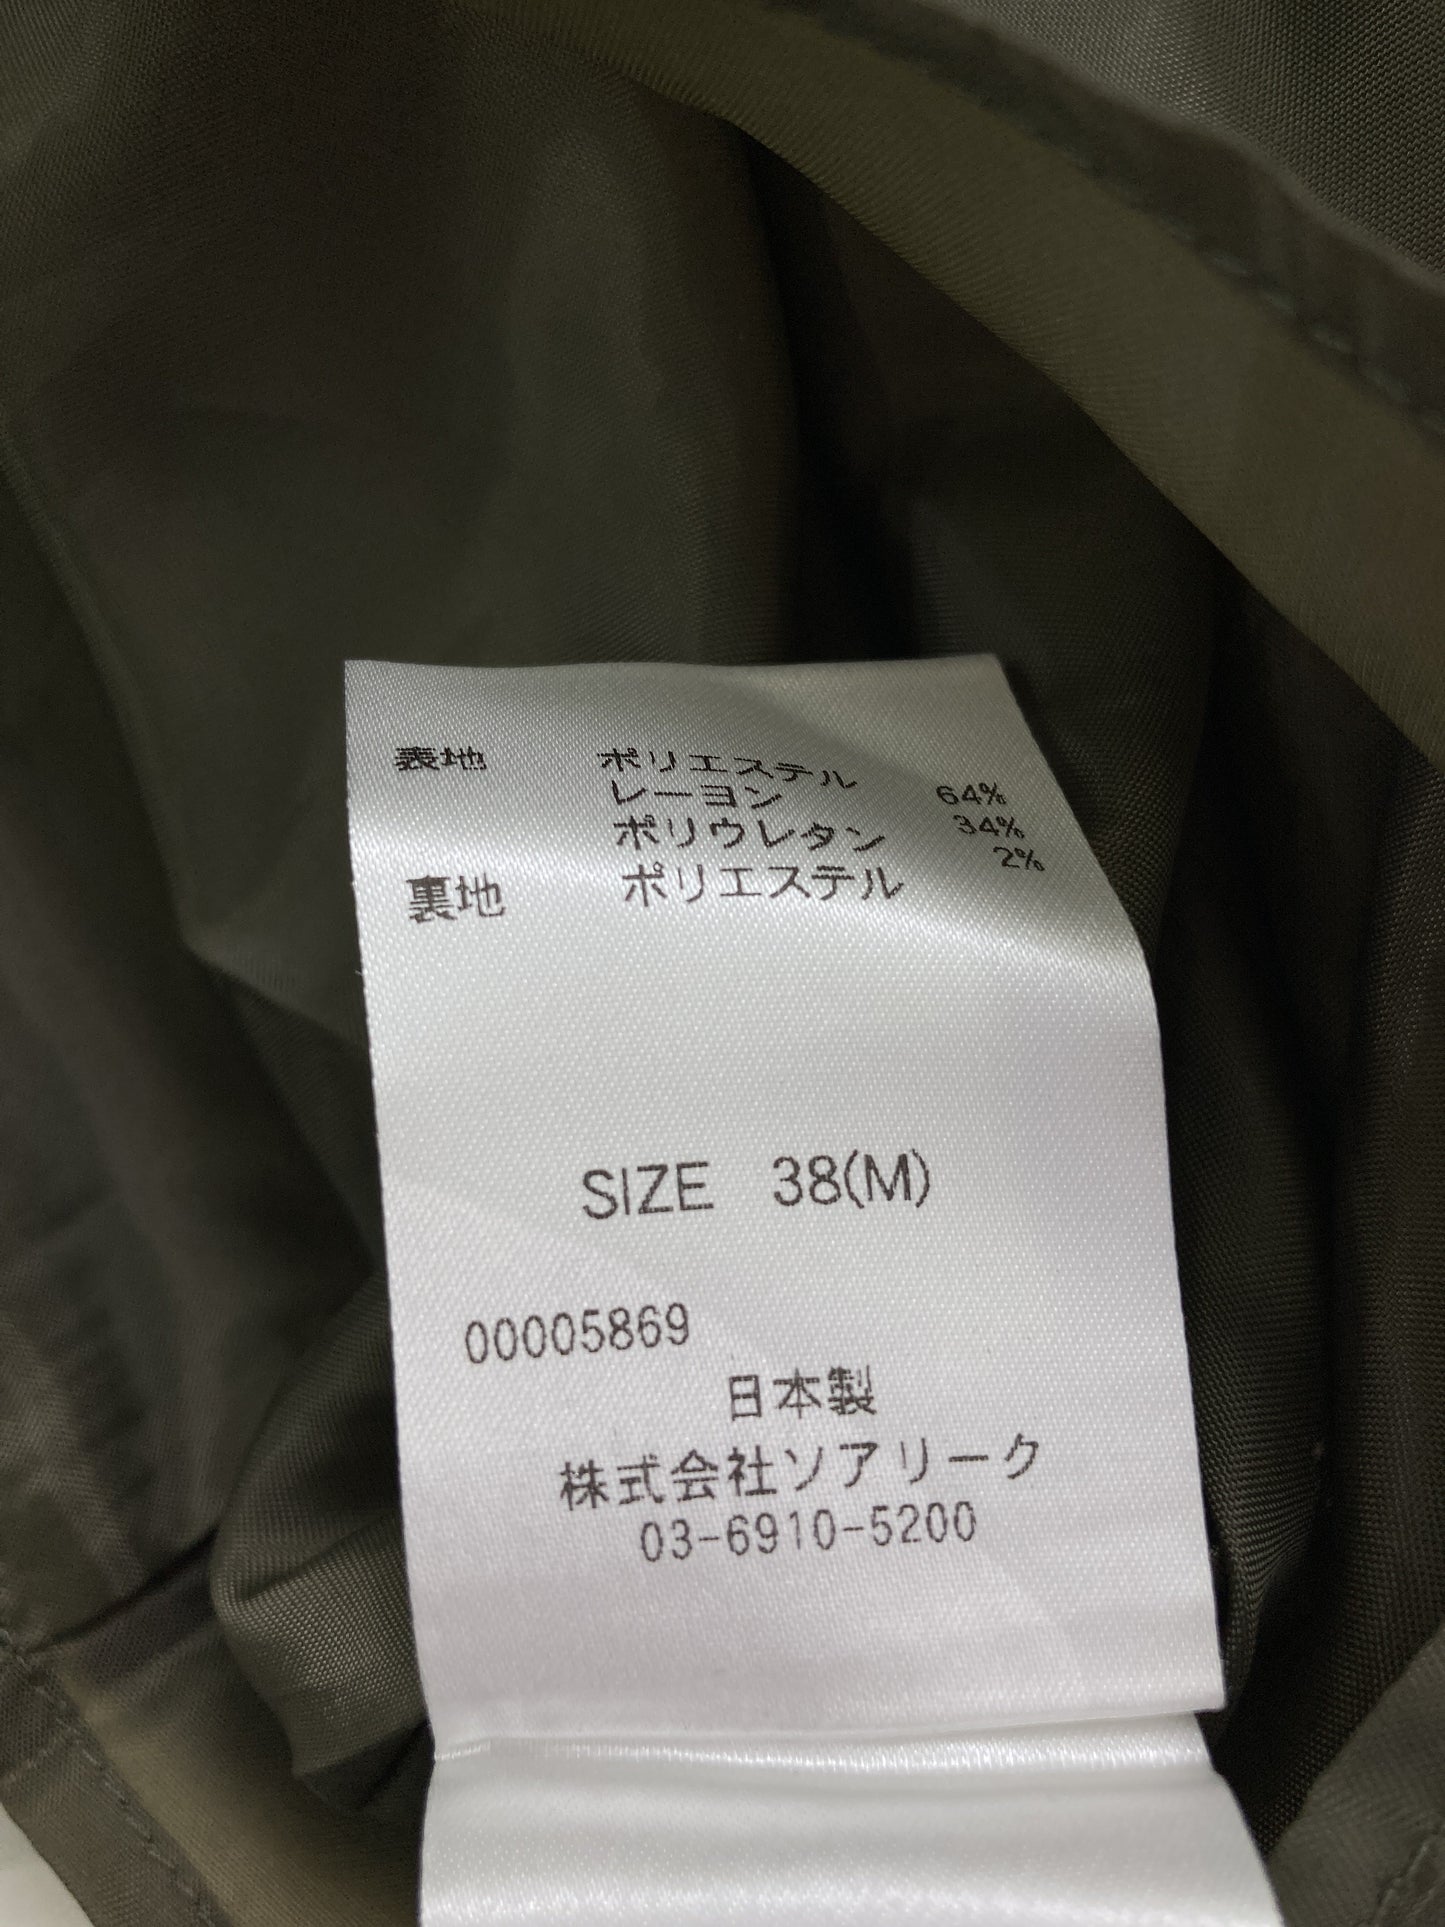 表地 ポリエステル 64%
レーヨン 34%
ポリウレタン 2%
裏地 ポリエステル
SIZE 38(M)
00005869
日本製
株式会社ソアリーク
03-6910-5200